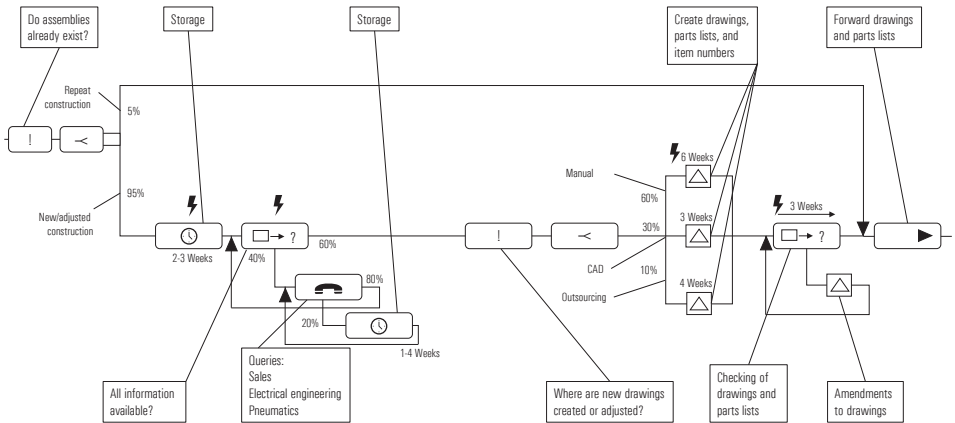 Do assemblies
already exist?
Storage
Storage
Create drawings,
parts lists, and
item numbers
Forward drawings
and parts lists
Repeat
construction
5%
!
95%
New/adjusted
construction
2-3 Weeks
?
40%
60%
80%
20%
1-4 Weeks
!
Manual
60%
6 Weeks
30%
3 Weeks
CAD
10%
Outsourcing
4 Weeks
3 Weeks
?
All information
available?
Queries:
Sales
Electrical engineering
Pneumatics
Where are new drawings
created or adjusted?
Checking of
drawings and
parts lists
Amendments
to drawings